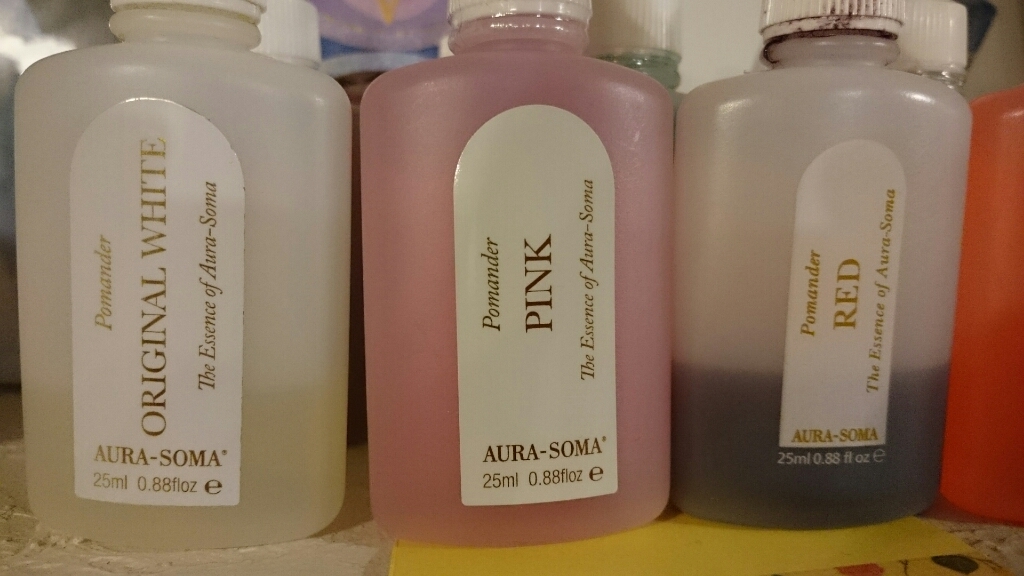 Pomander
ORIGINAL WHITE
The Essence of Aura-Soma
AURA-SOMA®
25ml 0.88floz ℮
Pomander
PINK
The Essence of Aura-Soma
AURA-SOMA®
25ml 0.88floz ℮
Pomander
RED
The Essence of Aura-Soma
AURA-SOMA
25ml 0.88 fl oz ℮